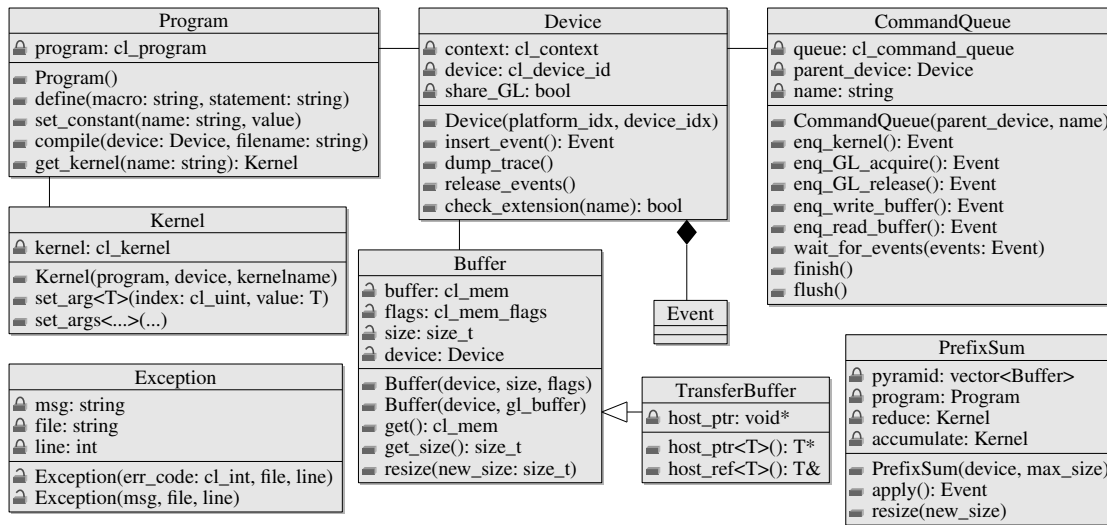 Program
program: cl_program
Program()
define(macro: string, statement: string)
set_constant(name: string, value)
compile(device: Device, filename: string)
get_kernel(name: string): Kernel
Device
context: cl_context
device: cl_device_id
share_GL: bool
Device(platform_idx, device_idx)
insert_event(): Event
dump_trace()
release_events()
check_extension(name): bool
CommandQueue
queue: cl_command_queue
parent_device: Device
name: string
CommandQueue(parent_device, name)
enq_kernel(): Event
enq_GL_acquire(): Event
enq_GL_release(): Event
enq_write_buffer(): Event
enq_read_buffer(): Event
wait_for_events(events: Event)
finish()
flush()
Kernel
kernel: cl_kernel
Kernel(program, device, kernelname)
set_arg<T>(index: cl_uint, value: T)
set_args<...>(...)
Buffer
buffer: cl_mem
flags: cl_mem_flags
size: size_t
device: Device
Buffer(device, size, flags)
Buffer(device, gl_buffer)
get(): cl_mem
get_size(): size_t
resize(new_size: size_t)
Event
Exception
msg: string
file: string
line: int
Exception(err_code: cl_int, file, line)
Exception(msg, file, line)
TransferBuffer
host_ptr: void*
host_ptr<T>(): T*
host_ref<T>(): T&
PrefixSum
pyramid: vector<Buffer>
program: Program
reduce: Kernel
accumulate: Kernel
PrefixSum(device, max_size)
apply(): Event
resize(new_size)